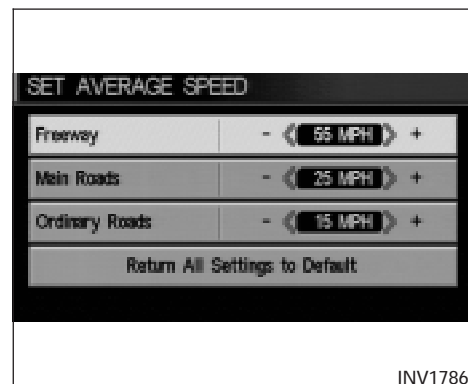 SET AVERAGE SPEED
Freeway - 55 MPH +
Main Roads - 25 MPH +
Ordinary Roads - 15 MPH +
Return All Settings to Default
INV1786